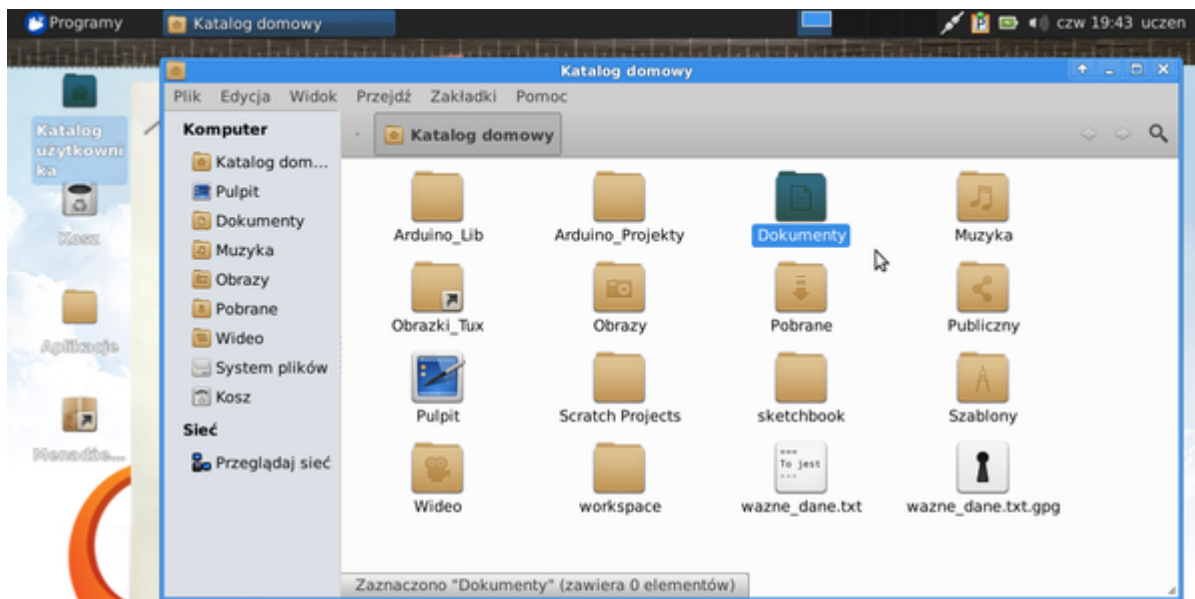 Programy
Katalog domowy
czw 19:43 uczen
Katalog
użytkowni
ka
Kosz
Aplikacje
Menadże...
Katalog domowy
Plik Edycja Widok Przejdź Zakładki Pomoc
Komputer
Katalog dom...
Pulpit
Dokumenty
Muzyka
Obrazy
Pobrane
Wideo
System plików
Kosz
Sieć
Przeglądaj sieć
Katalog domowy
Arduino_Lib
Arduino_Projekty
Dokumenty
Muzyka
Obrazki_Tux
Obrazy
Pobrane
Publiczny
Pulpit
Scratch Projects
sketchbook
Szablony
Wideo
workspace
===
To jest
---
wazne_dane.txt
wazne_dane.txt.gpg
Zaznaczono "Dokumenty" (zawiera 0 elementów)